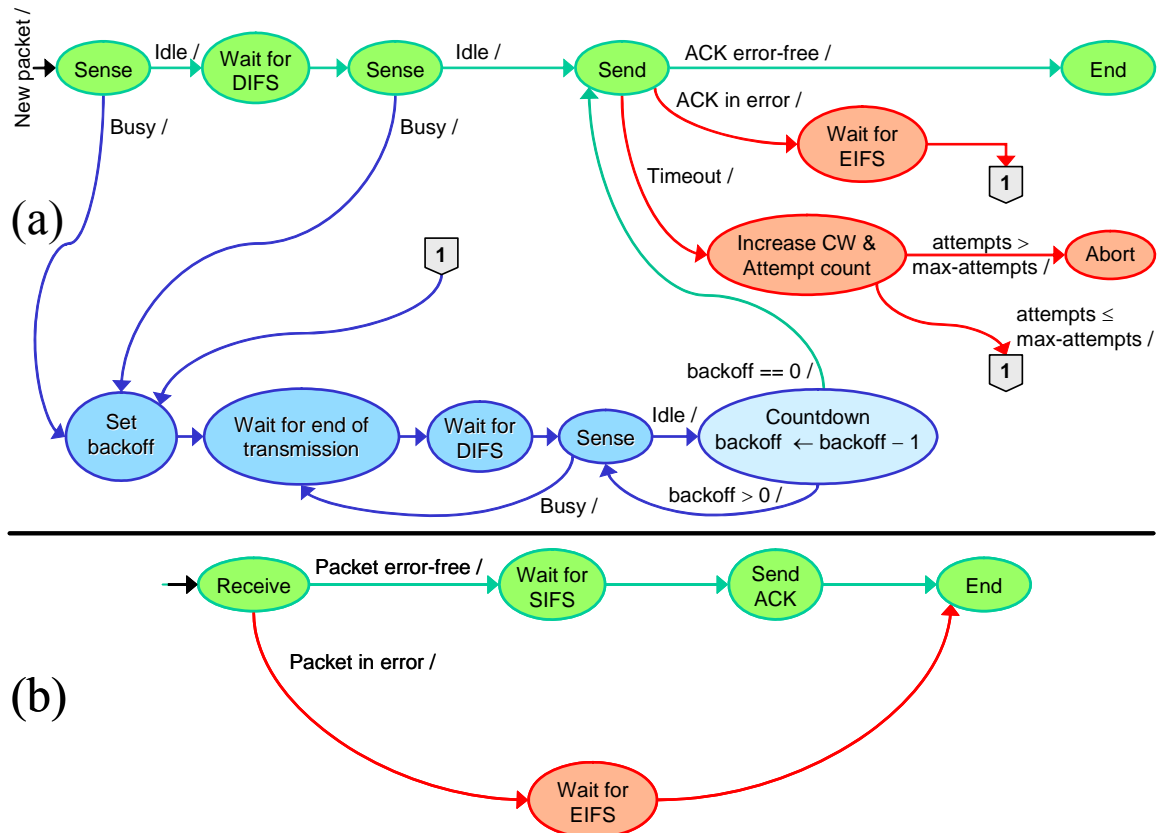 New packet /
Sense
Idle /
Wait for
DIFS
Sense
Idle /
Send
ACK error-free /
End
Busy /
Busy /
ACK in error /
Wait for
EIFS
1
Timeout /
(a)
1
Increase CW &
Attempt count
attempts >
max-attempts /
Abort
attempts ≤
max-attempts /
1
backoff == 0 /
Set
backoff
Wait for end of
transmission
Wait for
DIFS
Sense
Idle /
Countdown
backoff ← backoff – 1
Busy /
backoff > 0 /
Receive
Packet error-free /
Wait for
SIFS
Send
ACK
End
Packet in error /
(b)
Wait for
EIFS